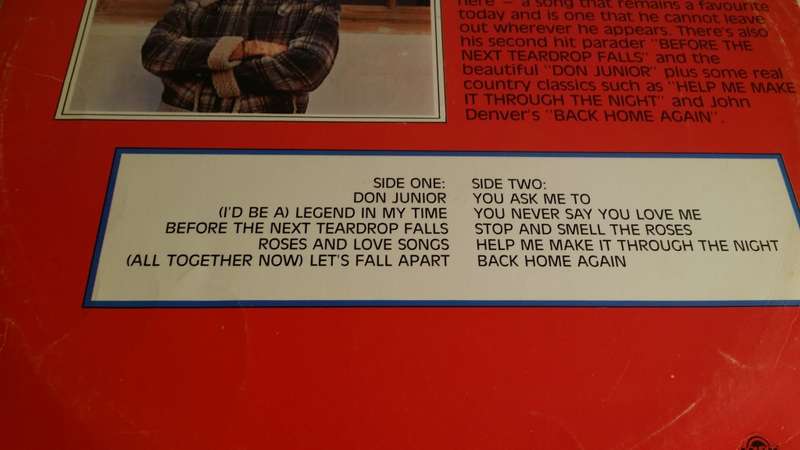 here — a song that remains a favourite
today and is one that he cannot leave
out wherever he appears. There's also
his second hit parader "BEFORE THE
NEXT TEARDROP FALLS" and the
beautiful "DON JUNIOR" plus some real
country classics such as "HELP ME MAKE
IT THROUGH THE NIGHT" and John
Denver's "BACK HOME AGAIN".
SIDE ONE:
DON JUNIOR
(I'D BE A) LEGEND IN MY TIME
BEFORE THE NEXT TEARDROP FALLS
ROSES AND LOVE SONGS
(ALL TOGETHER NOW) LET'S FALL APART
SIDE TWO:
YOU ASK ME TO
YOU NEVER SAY YOU LOVE ME
STOP AND SMELL THE ROSES
HELP ME MAKE IT THROUGH THE NIGHT
BACK HOME AGAIN